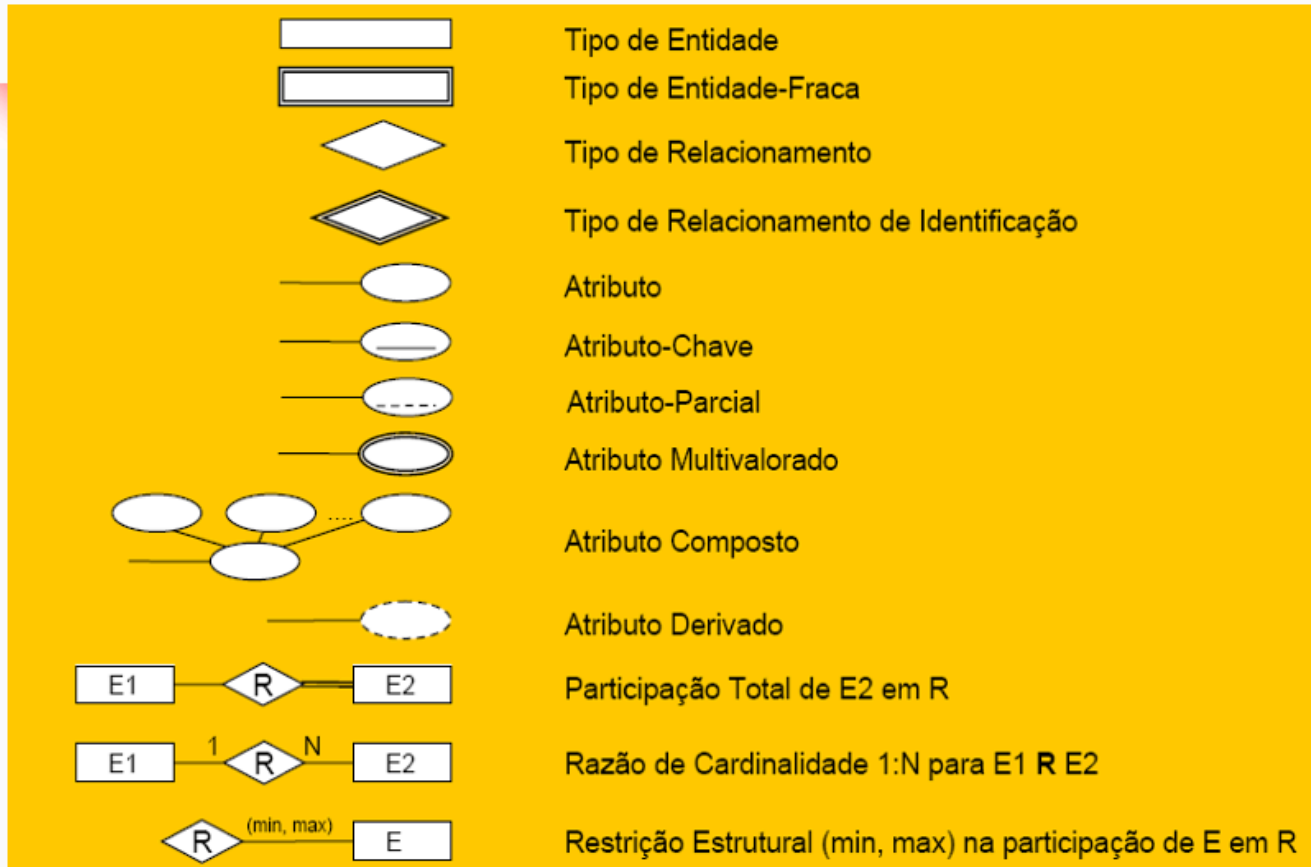 Tipo de Entidade
Tipo de Entidade-Fraca
Tipo de Relacionamento
Tipo de Relacionamento de Identificação
Atributo
Atributo-Chave
Atributo-Parcial
Atributo Multivalorado
.... Atributo Composto
Atributo Derivado
E1 R E2 Participação Total de E2 em R
E1 1 R N E2 Razão de Cardinalidade 1:N para E1 R E2
R (min, max) E Restrição Estrutural (min, max) na participação de E em R